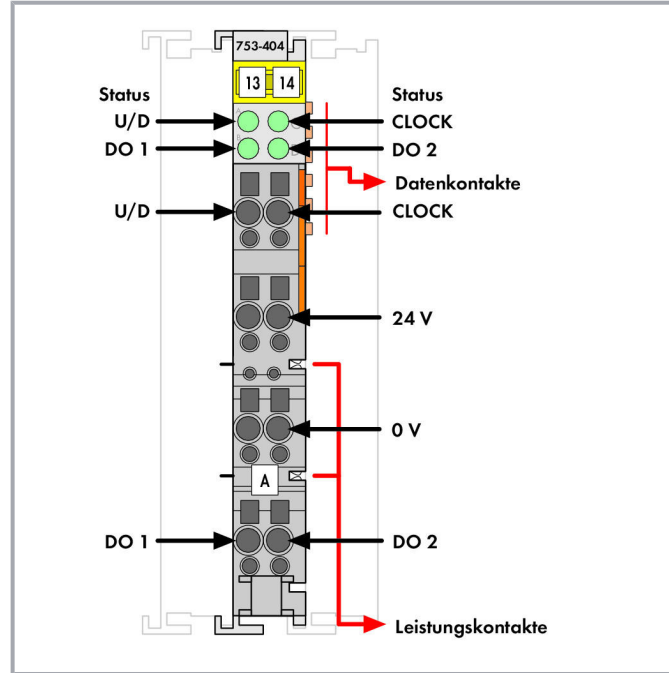 753-404
13 14
Status Status
U/D CLOCK
DO 1 DO 2
Datenkontakte
U/D CLOCK
24 V
0 V
A
DO 1 DO 2
Leistungskontakte